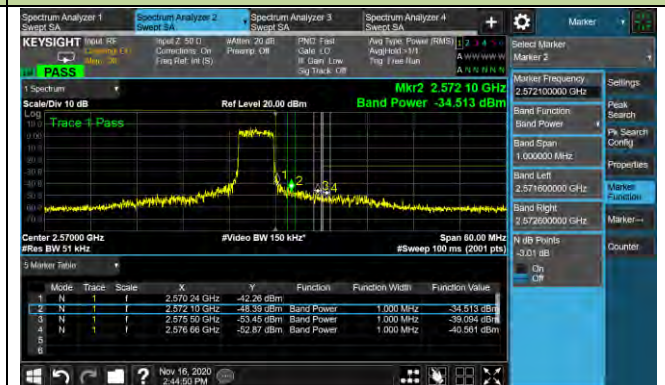 Spectrum Analyzer 1
Swept SA
Spectrum Analyzer 2
Swept SA
Spectrum Analyzer 3
Swept SA
Spectrum Analyzer 4
Swept SA
+
Marker
KEYSIGHT Input: RF
Input Z: 50 Ω
Corrections: On
Freq Ref: Int (S)
#Atten: 20 dB
Preamp: Off
PNO: Fast
Gate: LO
IF Gain: Low
Sig Track: Off
Avg Type: Power (RMS)
Avg|Hold:>1/1
Trig: Free Run
1 2 3 4 5 6
A W W W W W
A N N N N N
PASS
1 Spectrum
Scale/Div 10 dB
Ref Level 20.00 dBm
Mkr2 2.572 10 GHz
Band Power -34.513 dBm
Log
Trace 1 Pass
1
2
3
4
Center 2.57000 GHz
#Res BW 51 kHz
#Video BW 150 kHz*
Span 60.00 MHz
#Sweep 100 ms (2001 pts)
5 Marker Table
Mode Trace Scale X Y Function Function Width Function Value
1 N 1 f 2.570 24 GHz -42.26 dBm
2 N 1 f 2.572 10 GHz -48.39 dBm Band Power 1.000 MHz -34.513 dBm
3 N 1 f 2.575 50 GHz -53.45 dBm Band Power 1.000 MHz -39.094 dBm
4 N 1 f 2.576 66 GHz -52.87 dBm Band Power 1.000 MHz -40.561 dBm
5
6
Select Marker
Marker 2
Marker Frequency
2.572100000 GHz
Band Function
Band Power
Band Span
1.000000 MHz
Band Left
2.571600000 GHz
Band Right
2.572600000 GHz
N dB Points
-3.01 dB
On
Off
Settings
Peak Search
Pk Search Config
Properties
Marker Function
Marker→
Counter
?
Nov 16, 2020
2:44:50 PM